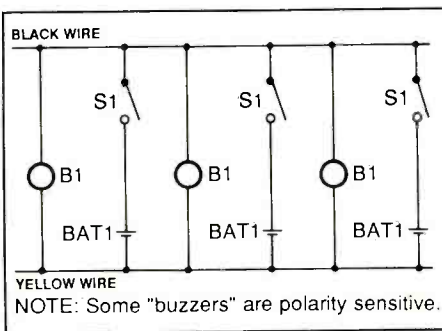 BLACK WIRE
S1 S1 S1
B1 B1 B1
BAT1 BAT1 BAT1
YELLOW WIRE
NOTE: Some "buzzers" are polarity sensitive.